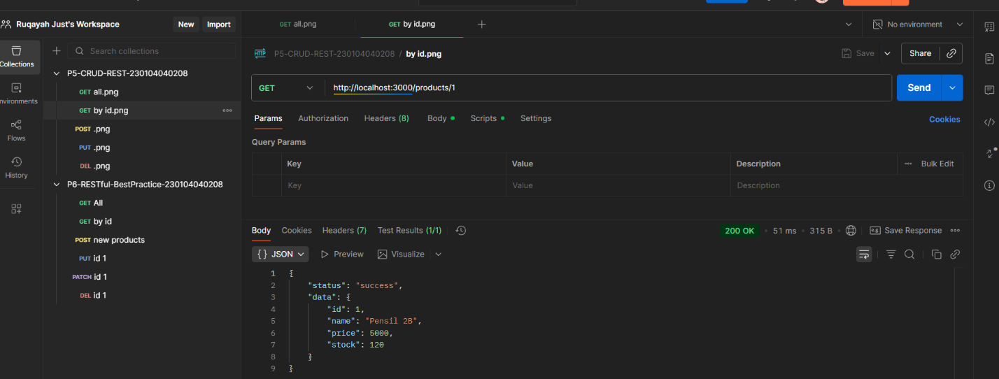 Ruqayah Just's Workspace
New
Import
GET all.png
GET by id.png
No environment
Collections
Search collections
P5-CRUD-REST-230104040208 / by id.png
Save
Share
P5-CRUD-REST-230104040208
GET all.png
GET by id.png
POST .png
PUT .png
DEL .png
P6-RESTful-BestPractice-230104040208
GET All
GET by id
POST new products
PUT id 1
PATCH id 1
DEL id 1
nvironments
Flows
History
HTTP
GET
http://localhost:3000/products/1
Send
Params
Authorization
Headers (8)
Body
Scripts
Settings
Cookies
Query Params
Key
Value
Description
Bulk Edit
Key
Value
Description
Body
Cookies
Headers (7)
Test Results (1/1)
200 OK
51 ms
315 B
e.g.
Save Response
{} JSON
Preview
Visualize
1 {
2 "status": "success",
3 "data": {
4 "id": 1,
5 "name": "Pensil 2B",
6 "price": 5000,
7 "stock": 120
8 }
9 }